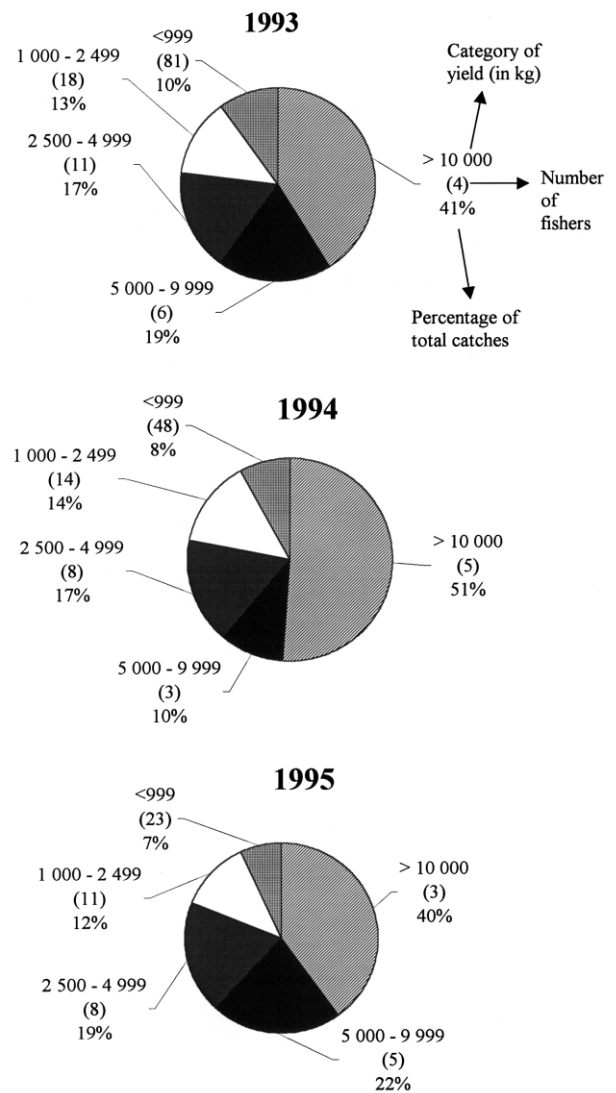 1993
<999
(81)
10%
1 000 - 2 499
(18)
13%
2 500 - 4 999
(11)
17%
5 000 - 9 999
(6)
19%
> 10 000
(4)
41%
Category of
yield (in kg)
Number
of
fishers
Percentage of
total catches
1994
<999
(48)
8%
1 000 - 2 499
(14)
14%
2 500 - 4 999
(8)
17%
5 000 - 9 999
(3)
10%
> 10 000
(5)
51%
1995
<999
(23)
7%
1 000 - 2 499
(11)
12%
2 500 - 4 999
(8)
19%
5 000 - 9 999
(5)
22%
> 10 000
(3)
40%